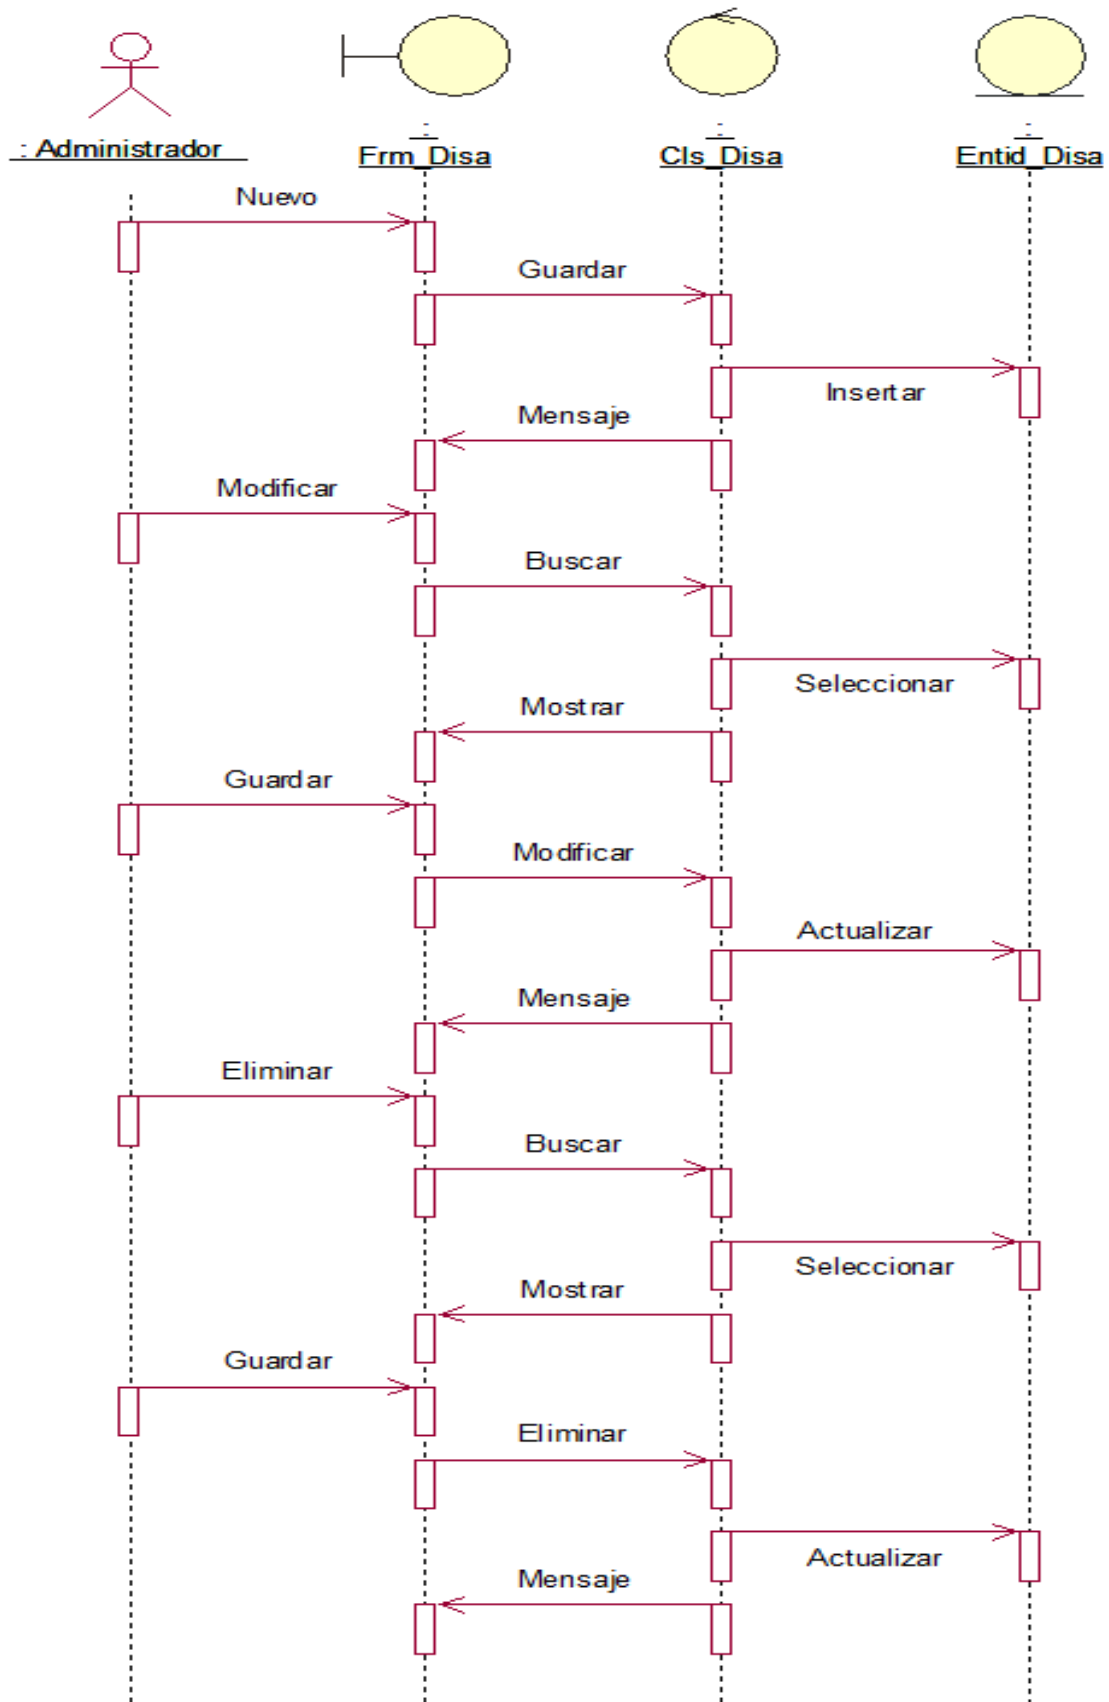 : Administrador
:
Frm_Disa
:
Cls_Disa
:
Entid_Disa
Nuevo
Guardar
Insertar
Mensaje
Modificar
Buscar
Seleccionar
Mostrar
Guardar
Modificar
Actualizar
Mensaje
Eliminar
Buscar
Seleccionar
Mostrar
Guardar
Eliminar
Actualizar
Mensaje